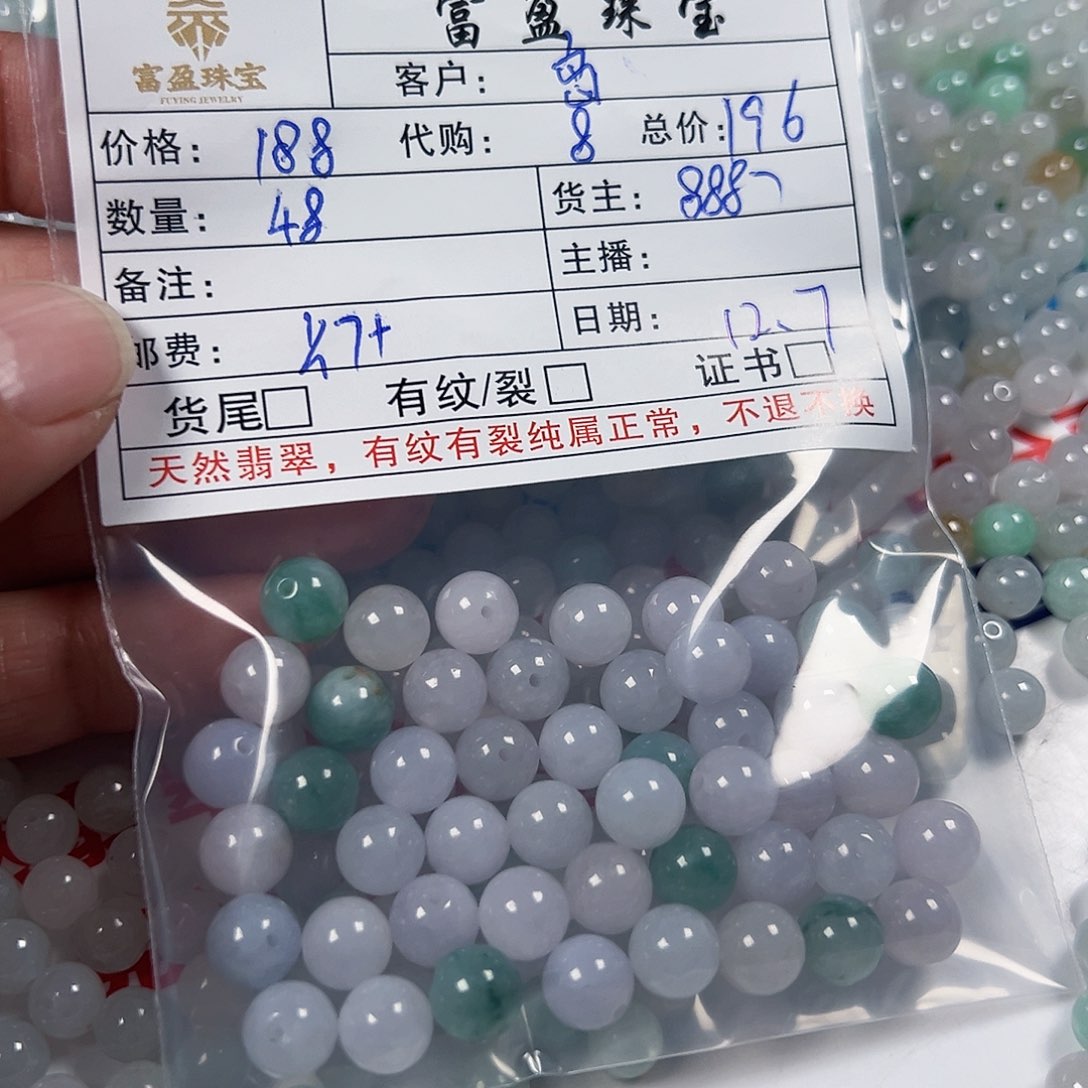 富盈珠宝
富盈珠宝
FUYING JEWELRY
客户：
价格：188 代购：8 总价：196
数量：48 货主：888
备注： 主播：
邮费： 7+ 日期：12、7
货尾□ 有纹/裂□ 证书□
天然翡翠，有纹有裂纯属正常，不退不换